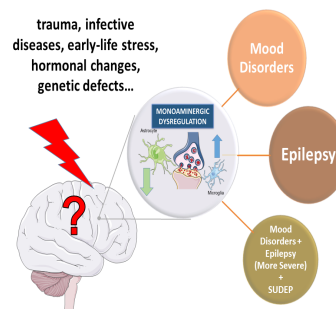 trauma, infective
diseases, early-life stress,
hormonal changes,
genetic defects...
Mood
Disorders
MONOAMINERGIC
DYSREGULATION
Astrocyte
Microglia
Epilepsy
?
Mood
Disorders +
Epilepsy
(More Severe)
+
SUDEP